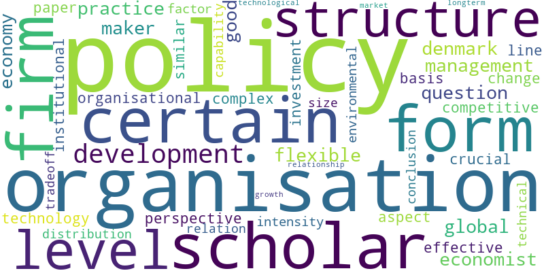 technological
market
longterm
paper
practice
factor
good
policy
structure
economy
maker
similar
capability
denmark
line
firm
institutional
investment
environmental
management
basis
change
organisational
complex
size
question
certain
form
competitive
development
flexible
tradeoff
relationship
conclusion
crucial
organisation
growth
technical
technology
perspective
intensity
aspect
distribution
relation
global
effective
level
scholar
economist